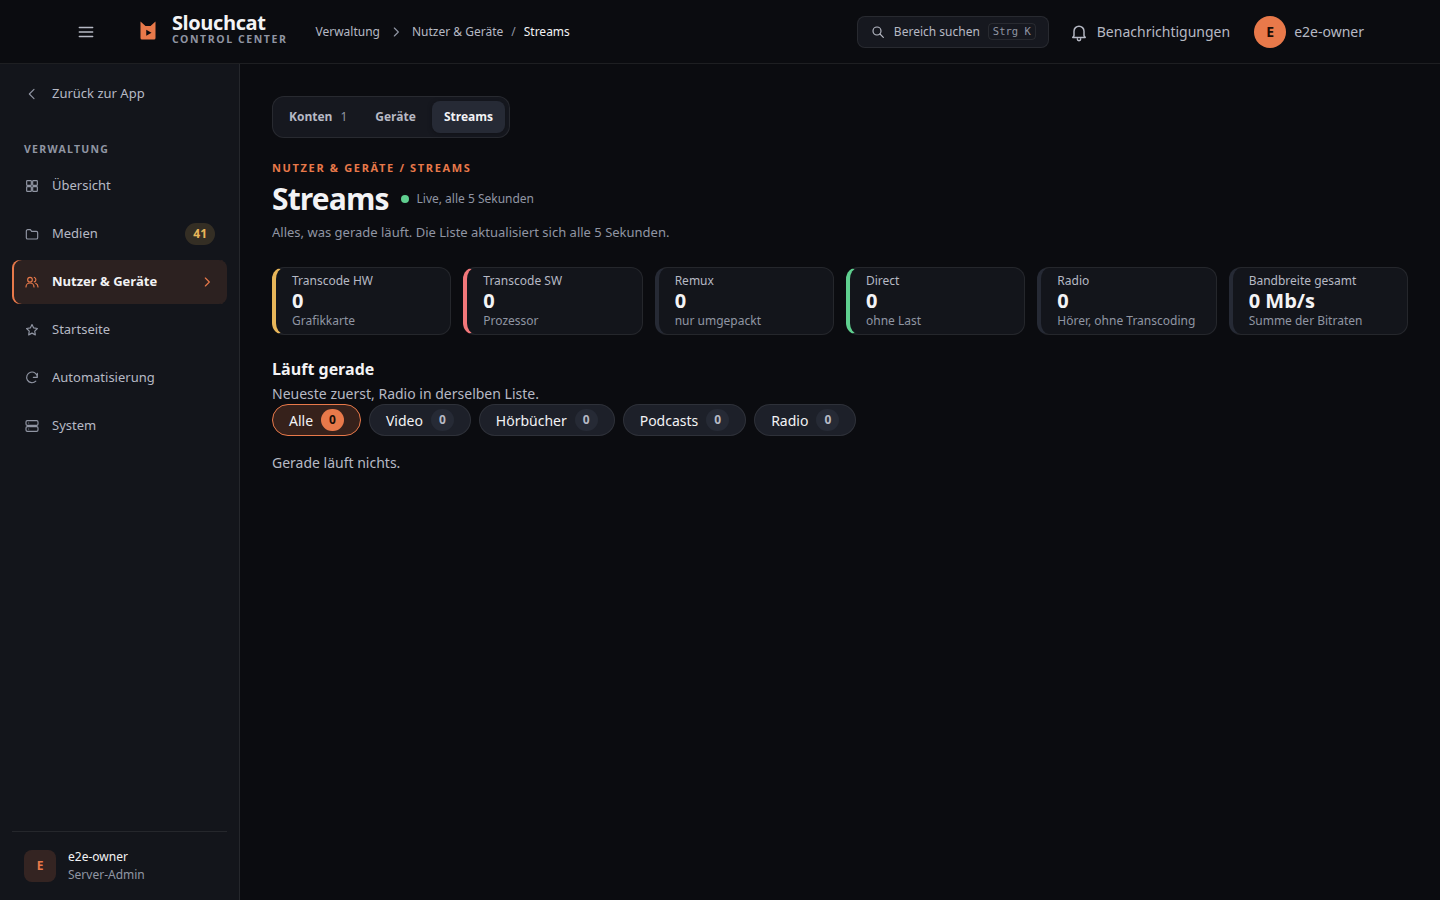 Slouchcat
CONTROL CENTER
Verwaltung > Nutzer & Geräte / Streams
Bereich suchen Strg K
Benachrichtigungen
E e2e-owner
Zurück zur App
VERWALTUNG
Übersicht
Medien 41
Nutzer & Geräte
Startseite
Automatisierung
System
E
e2e-owner
Server-Admin
Konten 1 Geräte Streams
NUTZER & GERÄTE / STREAMS
Streams Live, alle 5 Sekunden
Alles, was gerade läuft. Die Liste aktualisiert sich alle 5 Sekunden.
Transcode HW
0
Grafikkarte
Transcode SW
0
Prozessor
Remux
0
nur umgepackt
Direct
0
ohne Last
Radio
0
Hörer, ohne Transcoding
Bandbreite gesamt
0 Mb/s
Summe der Bitraten
Läuft gerade
Neueste zuerst, Radio in derselben Liste.
Alle 0 Video 0 Hörbücher 0 Podcasts 0 Radio 0
Gerade läuft nichts.